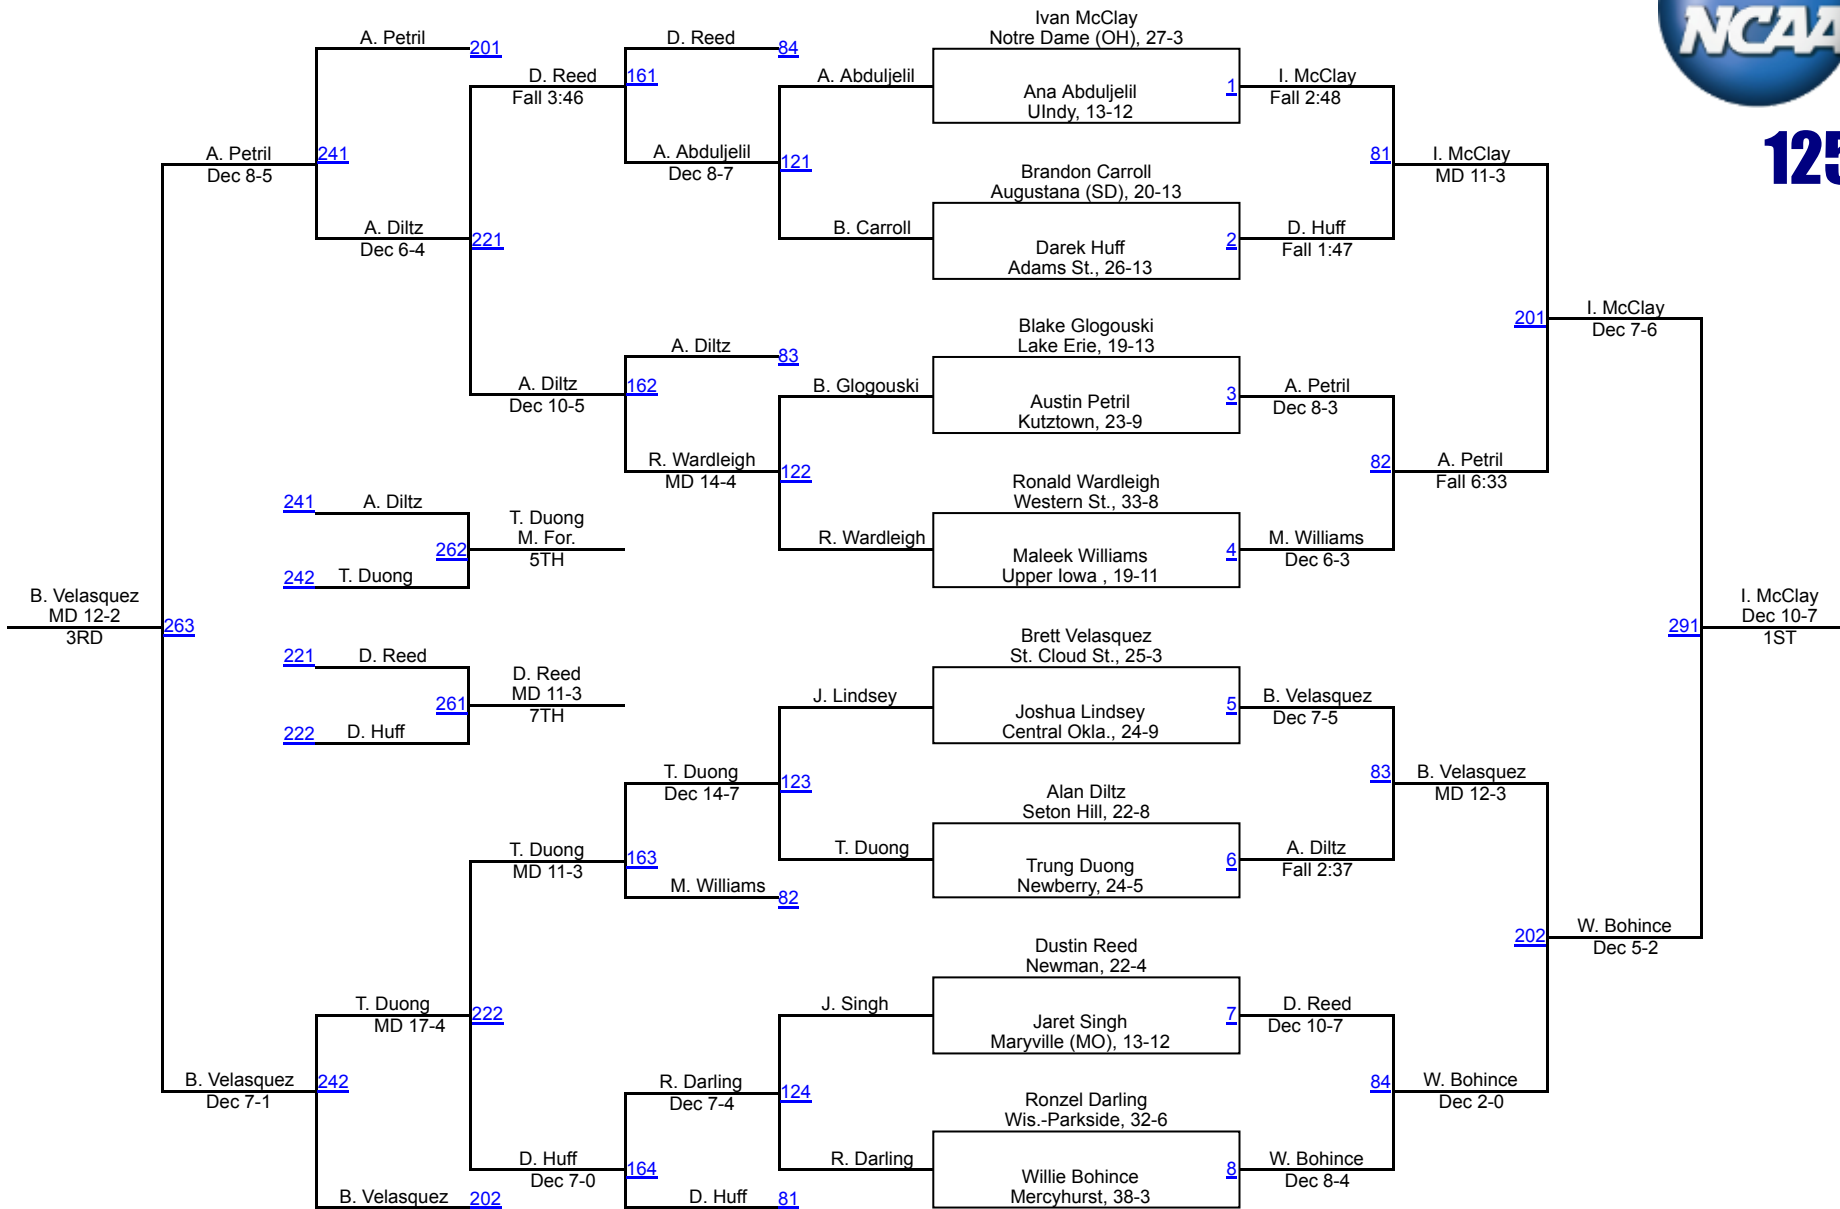 NCAA
125
A. Petril
201
D. Reed
84
Ivan McClay
Notre Dame (OH), 27-3
D. Reed
Fall 3:46
161
A. Abduljelil
Ana Abduljelil
UIndy, 13-12
1
I. McClay
Fall 2:48
A. Petril
Dec 8-5
241
A. Abduljelil
Dec 8-7
121
81
I. McClay
MD 11-3
Brandon Carroll
Augustana (SD), 20-13
A. Diltz
Dec 6-4
221
B. Carroll
Darek Huff
Adams St., 26-13
2
D. Huff
Fall 1:47
201
I. McClay
Dec 7-6
Blake Glogouski
Lake Erie, 19-13
A. Diltz
83
A. Diltz
Dec 10-5
162
B. Glogouski
Austin Petril
Kutztown, 23-9
3
A. Petril
Dec 8-3
R. Wardleigh
MD 14-4
122
82
A. Petril
Fall 6:33
Ronald Wardleigh
Western St., 33-8
241
A. Diltz
T. Duong
M. For.
5TH
262
242
T. Duong
R. Wardleigh
Maleek Williams
Upper Iowa , 19-11
4
M. Williams
Dec 6-3
B. Velasquez
MD 12-2
3RD
263
291
I. McClay
Dec 10-7
1ST
Brett Velasquez
St. Cloud St., 25-3
221
D. Reed
D. Reed
MD 11-3
7TH
261
222
D. Huff
J. Lindsey
Joshua Lindsey
Central Okla., 24-9
5
B. Velasquez
Dec 7-5
T. Duong
Dec 14-7
123
83
B. Velasquez
MD 12-3
Alan Diltz
Seton Hill, 22-8
T. Duong
MD 11-3
163
T. Duong
Trung Duong
Newberry, 24-5
6
A. Diltz
Fall 2:37
M. Williams
82
202
W. Bohince
Dec 5-2
Dustin Reed
Newman, 22-4
T. Duong
MD 17-4
222
J. Singh
Jaret Singh
Maryville (MO), 13-12
7
D. Reed
Dec 10-7
B. Velasquez
Dec 7-1
242
R. Darling
Dec 7-4
124
84
W. Bohince
Dec 2-0
Ronzel Darling
Wis.-Parkside, 32-6
D. Huff
Dec 7-0
164
R. Darling
Willie Bohince
Mercyhurst, 38-3
8
W. Bohince
Dec 8-4
B. Velasquez
202
D. Huff
81